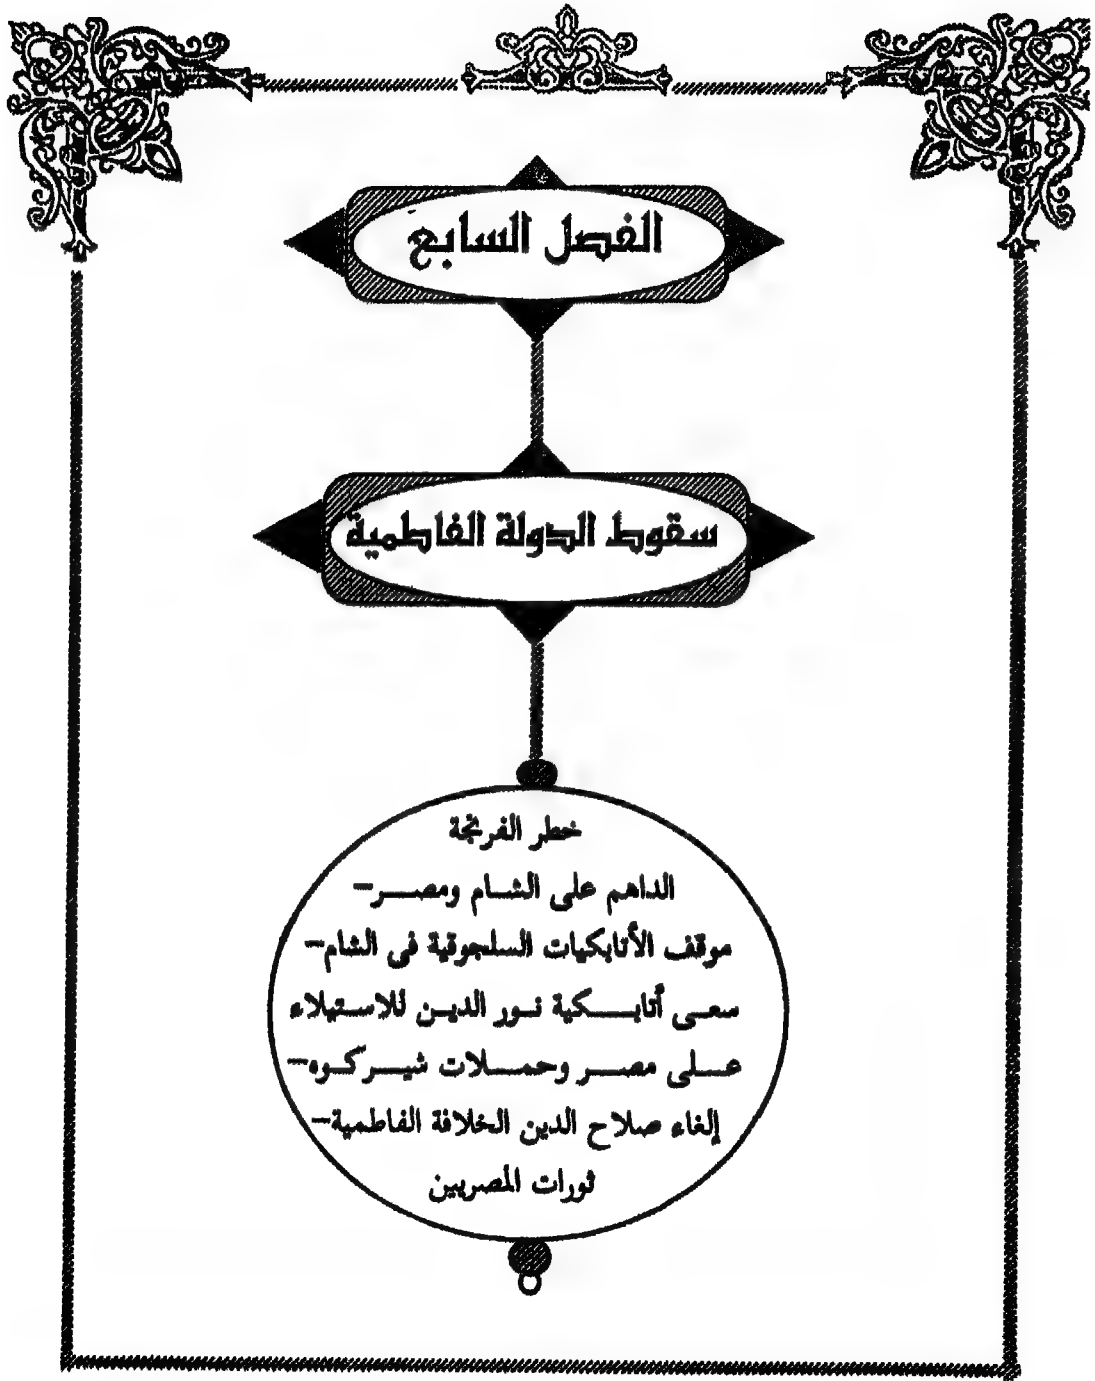 الفصل السابع
سقوط الدولة الفاطمية
خطر الفرنجة
الداهم على الشام ومصر-
موقف الأتابكيات السلجوقية فى الشام-
سعى أتابكية نور الدين للاستيلاء
على مصر وحملات شيركوه-
إلغاء صلاح الدين الخلافة الفاطمية-
ثورات المصريين